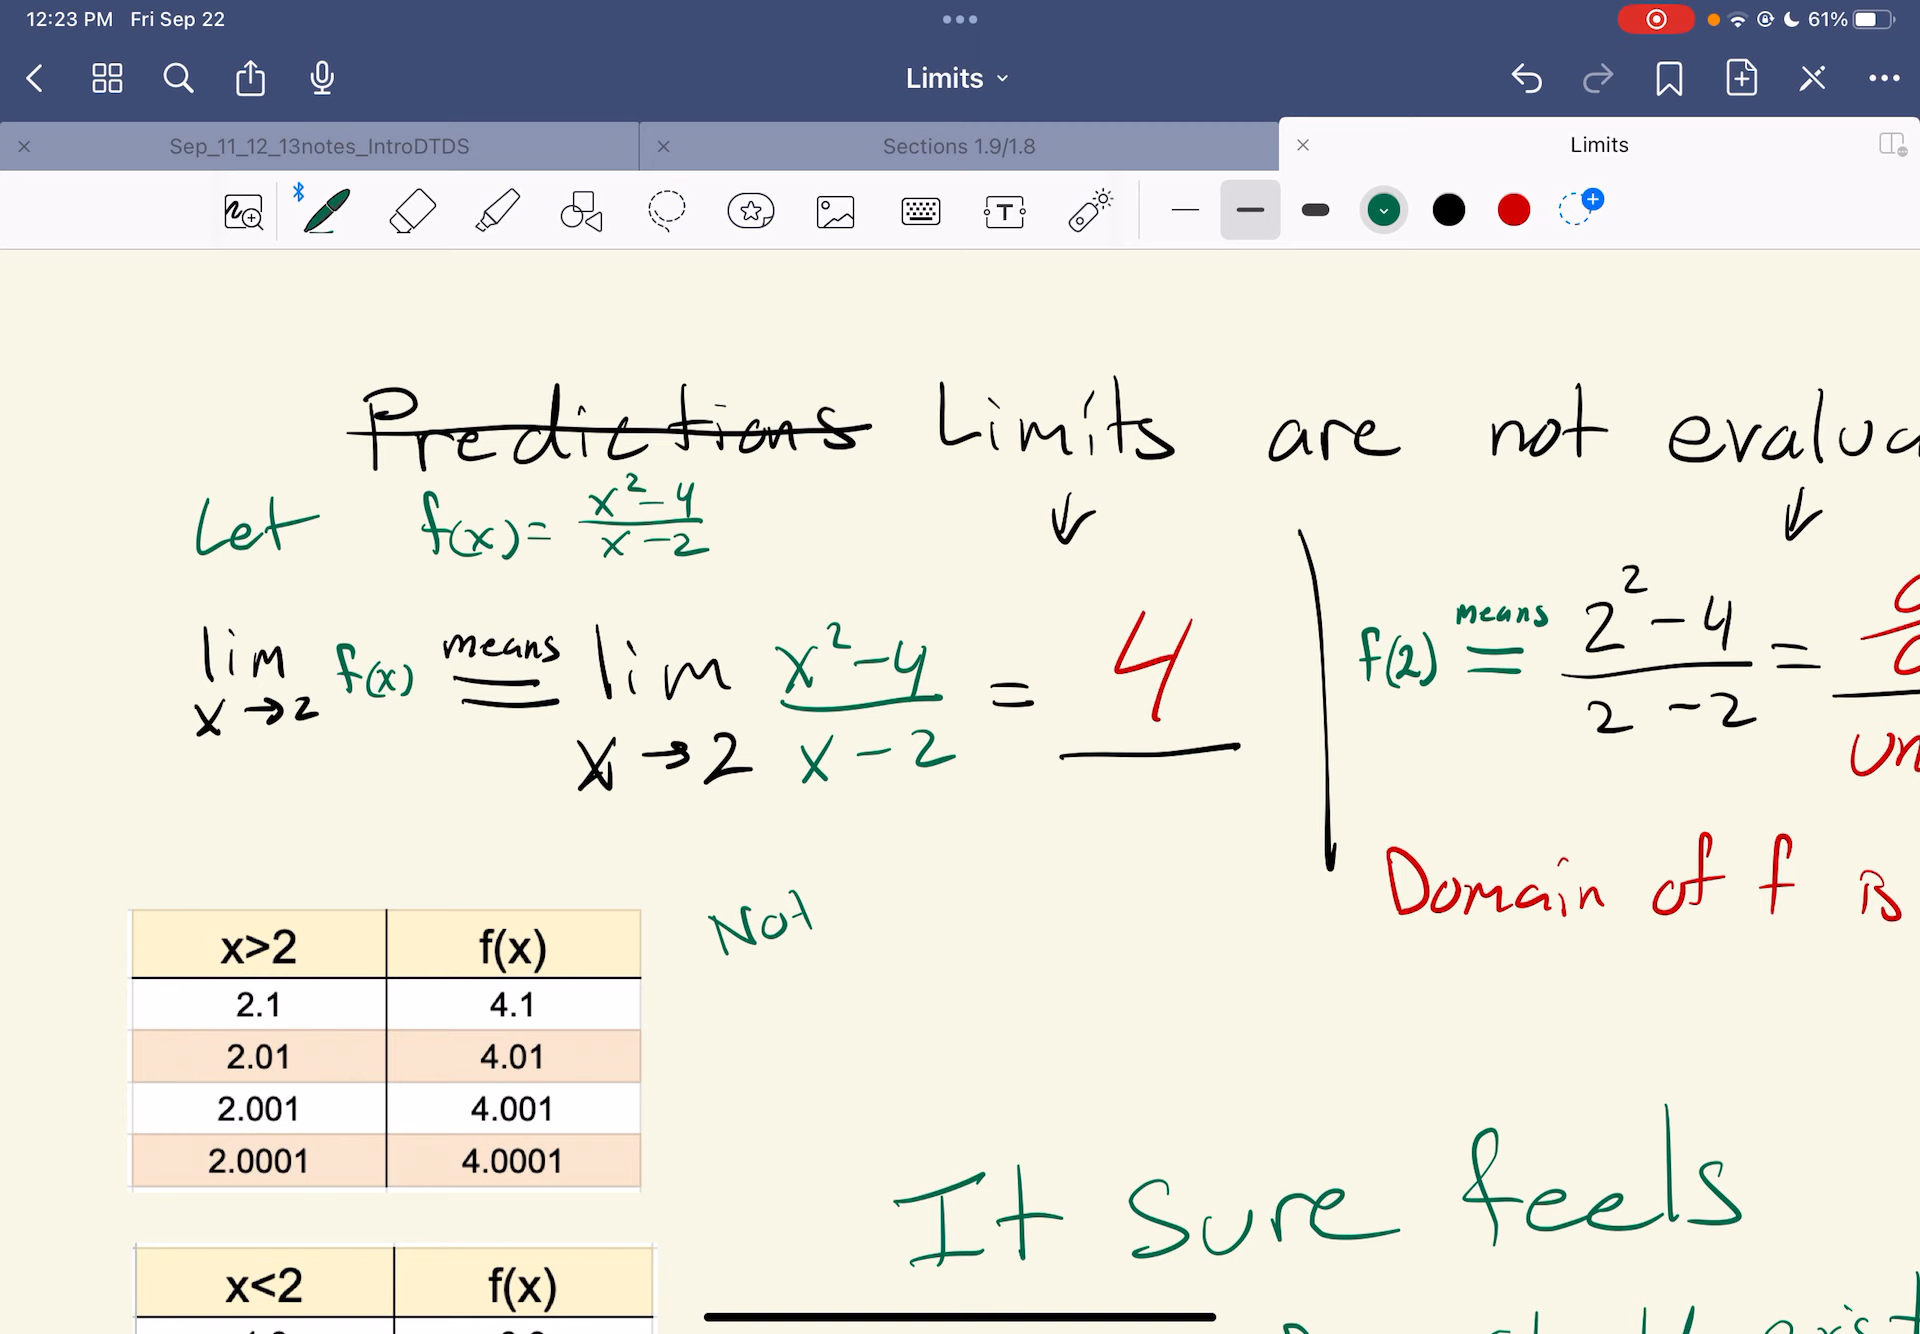 12:23 PM Fri Sep 22
61%
Limits
Sep_11_12_13notes_IntroDTDS
Sections 1.9/1.8
Limits
Predictions Limits are not evalua
Let f(x) = x²-4 / x-2
lim x→2 f(x) means = lim x→2 x²-4 / x-2 = 4
f(2) means = 2²-4 / 2-2 =
un
Domain of f is
Not
x>2 f(x)
2.1 4.1
2.01 4.01
2.001 4.001
2.0001 4.0001
It sure feels
x<2 f(x)